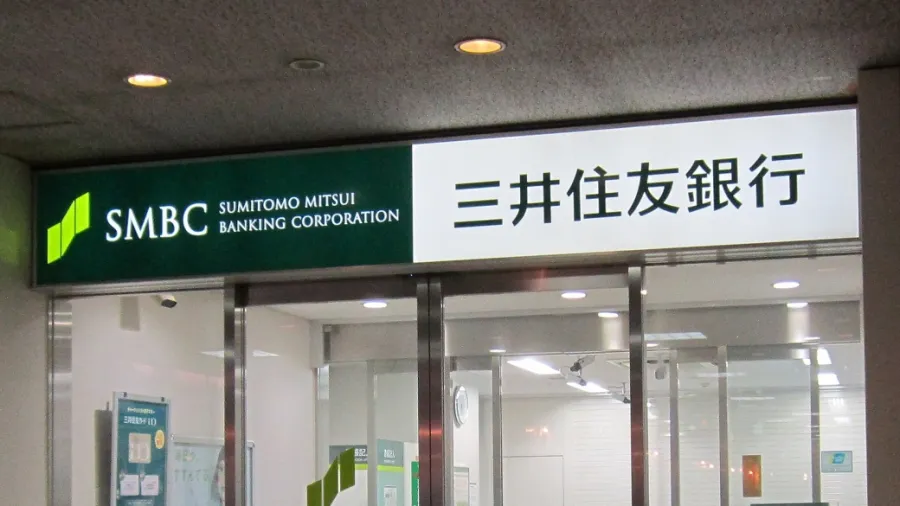 SMBC
SUMITOMO MITSUI
BANKING CORPORATION
三井住友銀行